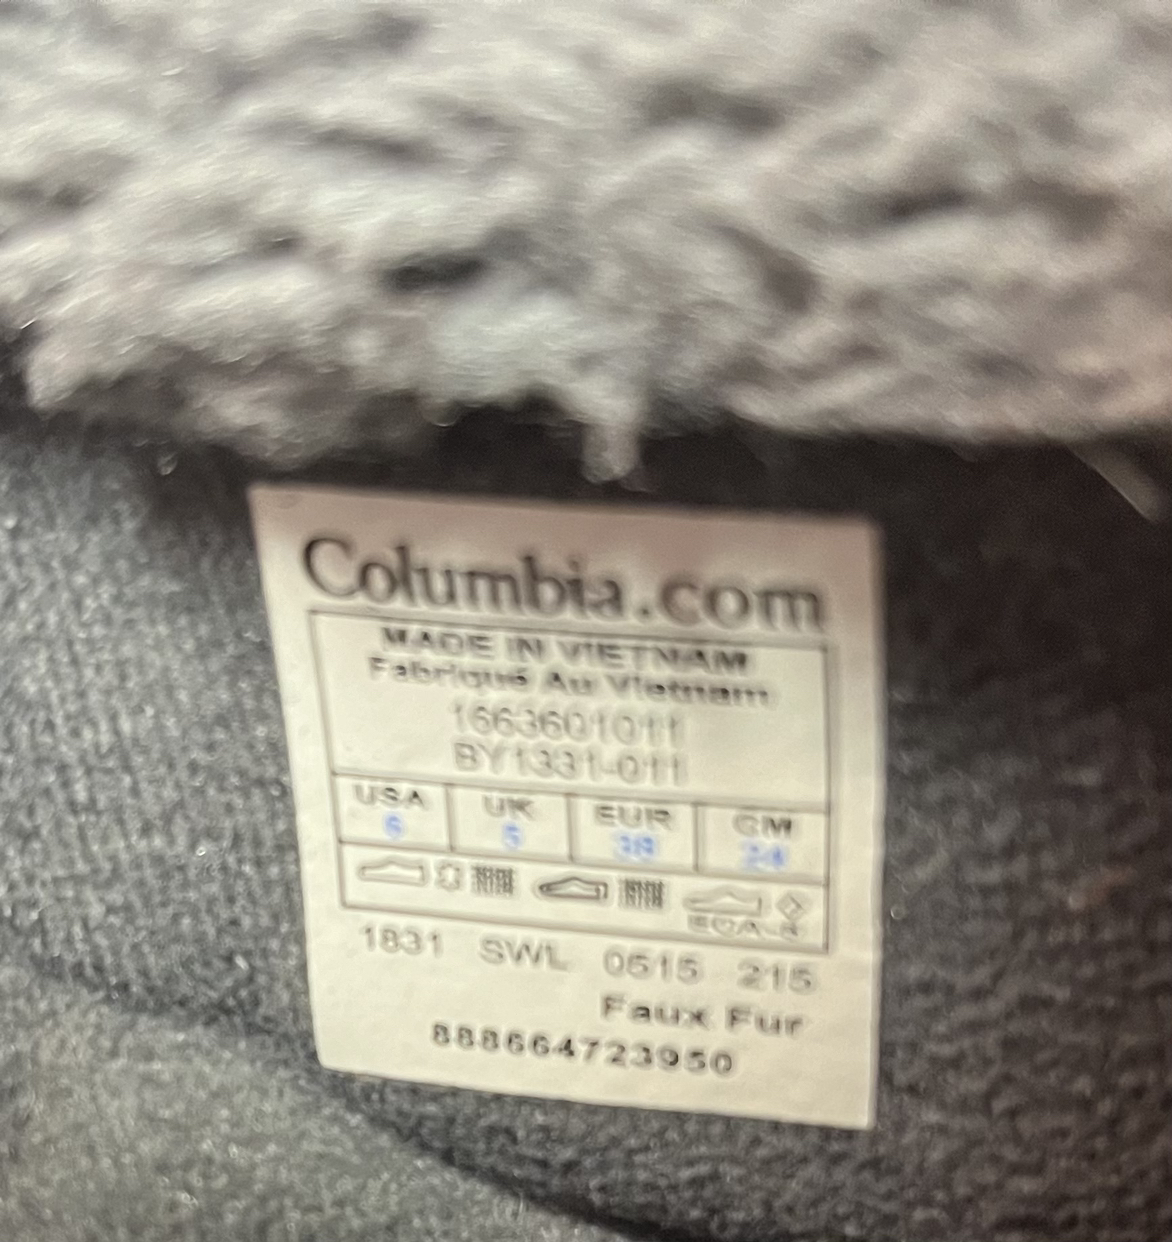 Columbia.com
MADE IN VIETNAM
Fabriqué Au Vietnam
1663601011
BY1331-011
USA UK EUR CM
6 5 38 24
1831 SWL 0615 215
Faux Fur
888664723950